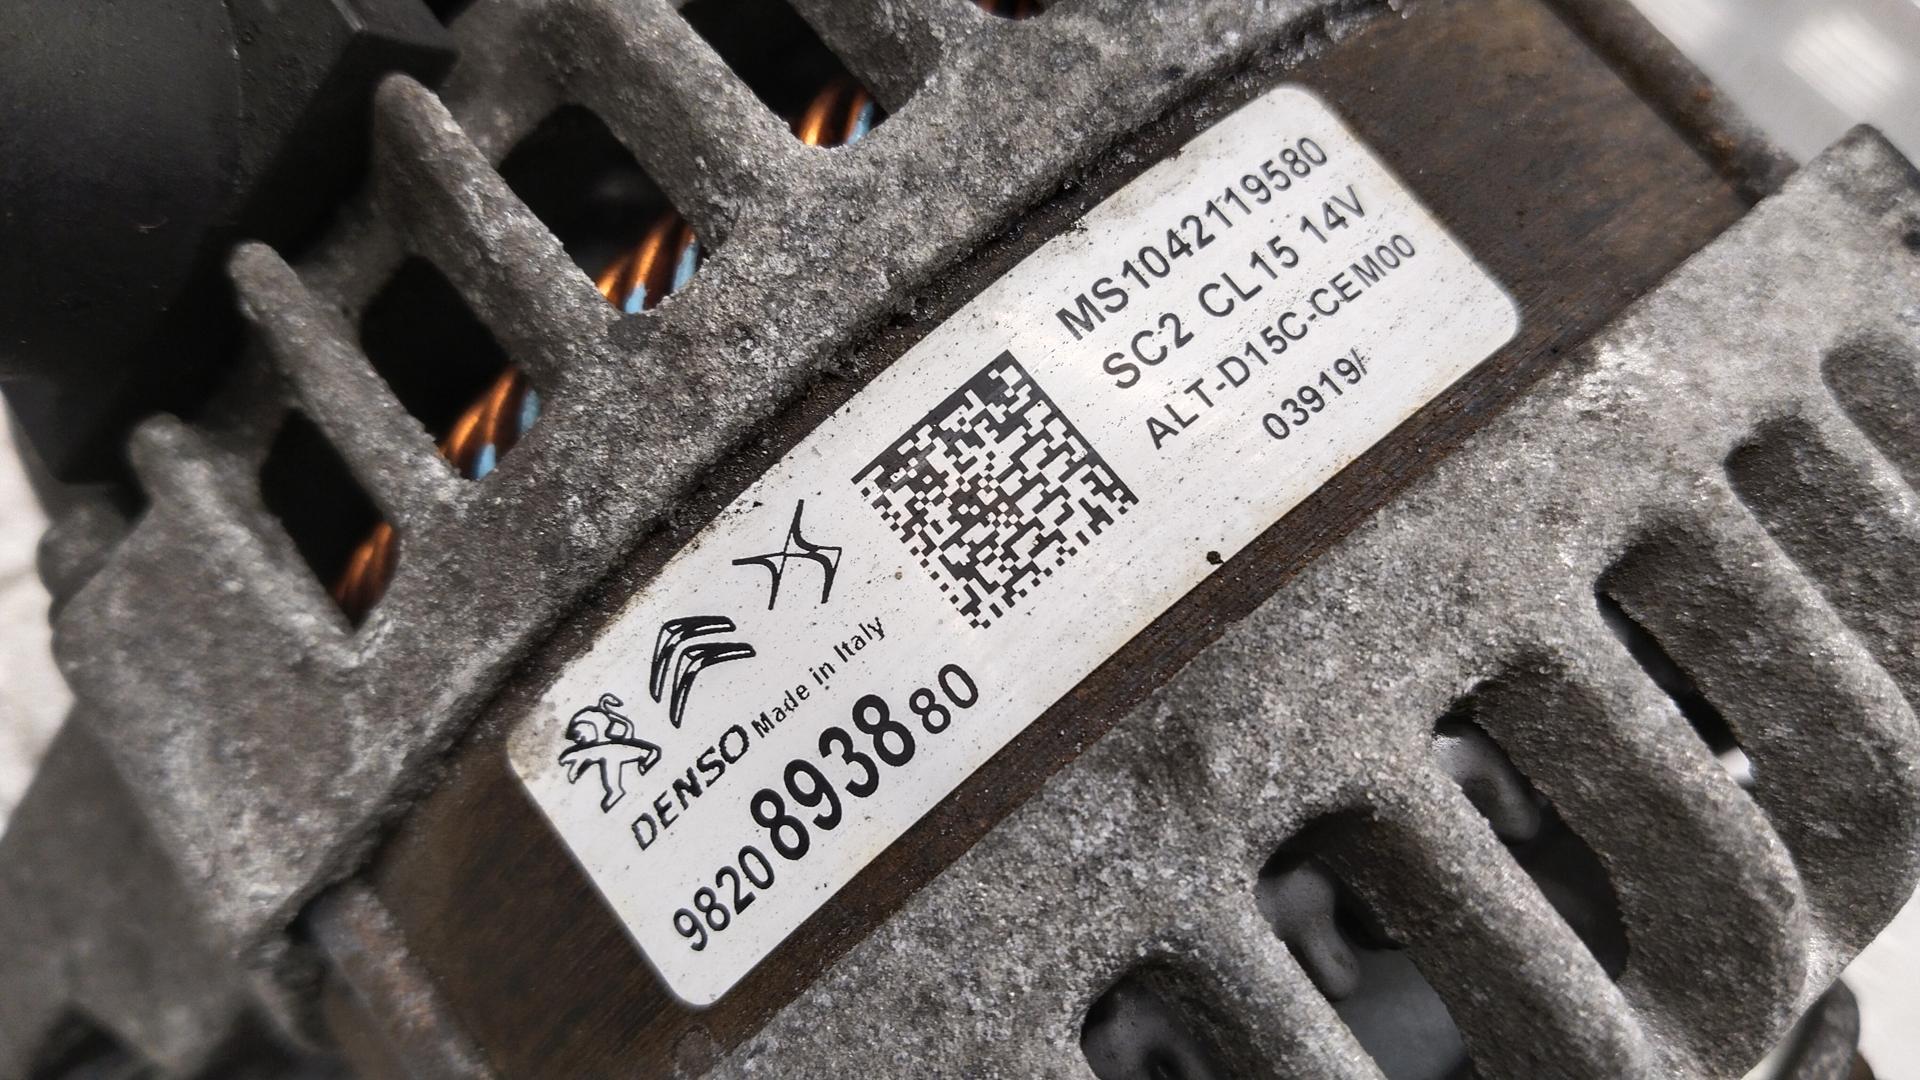 MS1042119580
SC2 CL15 14V
ALT-D15C-CEM00
03919/
DENSO Made in Italy
9820893880